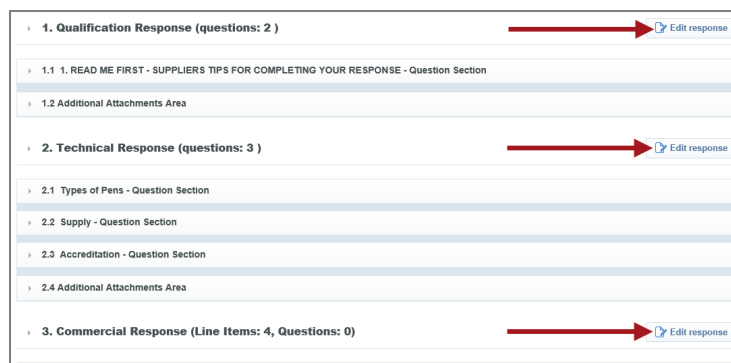 1. Qualification Response (questions: 2 ) Edit response
1.1 1. READ ME FIRST - SUPPLIERS TIPS FOR COMPLETING YOUR RESPONSE - Question Section
1.2 Additional Attachments Area
2. Technical Response (questions: 3 ) Edit response
2.1 Types of Pens - Question Section
2.2 Supply - Question Section
2.3 Accreditation - Question Section
2.4 Additional Attachments Area
3. Commercial Response (Line Items: 4, Questions: 0) Edit response